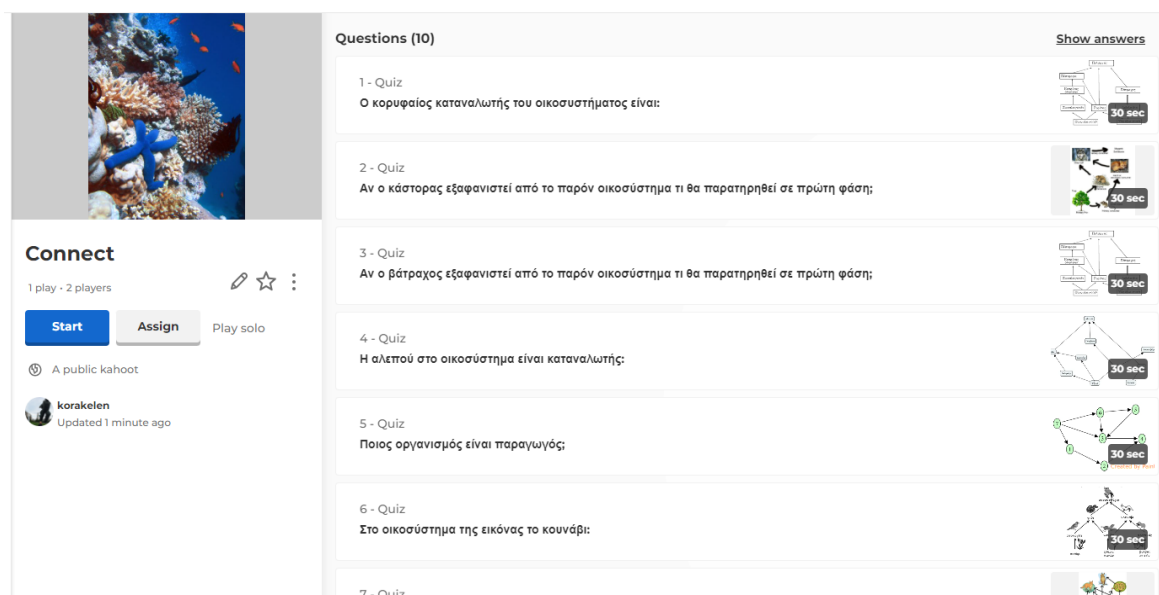 Questions (10)
Show answers
1 - Quiz
Ο κορυφαίος καταναλωτής του οικοσυστήματος είναι:
30 sec
2 - Quiz
Αν ο κάστορας εξαφανιστεί από το παρόν οικοσύστημα τι θα παρατηρηθεί σε πρώτη φάση;
30 sec
3 - Quiz
Αν ο βάτραχος εξαφανιστεί από το παρόν οικοσύστημα τι θα παρατηρηθεί σε πρώτη φάση;
30 sec
4 - Quiz
Η αλεπού στο οικοσύστημα είναι καταναλωτής:
30 sec
5 - Quiz
Ποιος οργανισμός είναι παραγωγός;
30 sec
6 - Quiz
Στο οικοσύστημα της εικόνας το κουνάβι:
30 sec
7 - Quiz
Connect
1 play · 2 players
Start
Assign
Play solo
A public kahoot
korakelen
Updated 1 minute ago